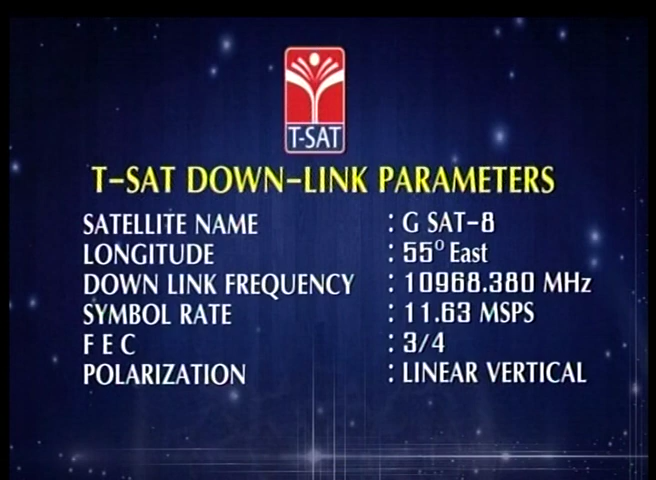 T-SAT
T-SAT DOWN-LINK PARAMETERS
SATELLITE NAME : G SAT-8
LONGITUDE : 55° East
DOWN LINK FREQUENCY : 10968.380 MHz
SYMBOL RATE : 11.63 MSPS
F E C : 3/4
POLARIZATION : LINEAR VERTICAL